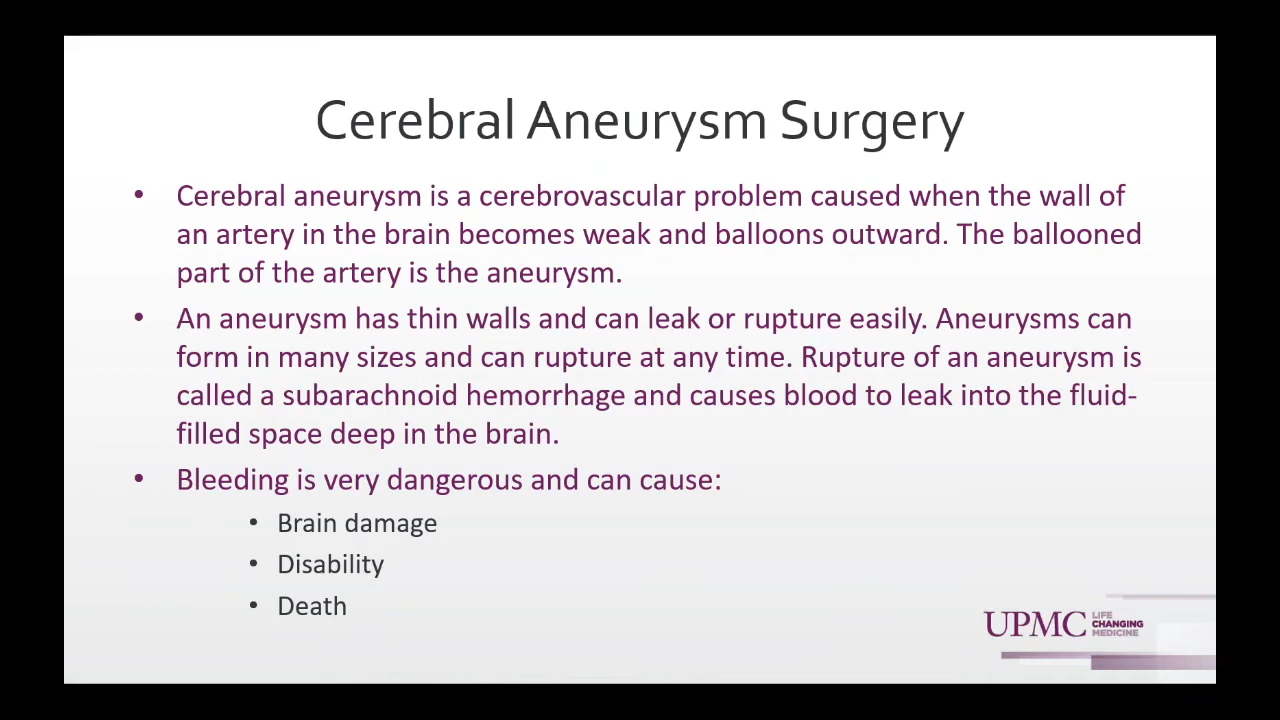 Cerebral Aneurysm Surgery
• Cerebral aneurysm is a cerebrovascular problem caused when the wall of
an artery in the brain becomes weak and balloons outward. The ballooned
part of the artery is the aneurysm.
• An aneurysm has thin walls and can leak or rupture easily. Aneurysms can
form in many sizes and can rupture at any time. Rupture of an aneurysm is
called a subarachnoid hemorrhage and causes blood to leak into the fluid-
filled space deep in the brain.
• Bleeding is very dangerous and can cause:
• Brain damage
• Disability
• Death
UPMC LIFE
CHANGING
MEDICINE